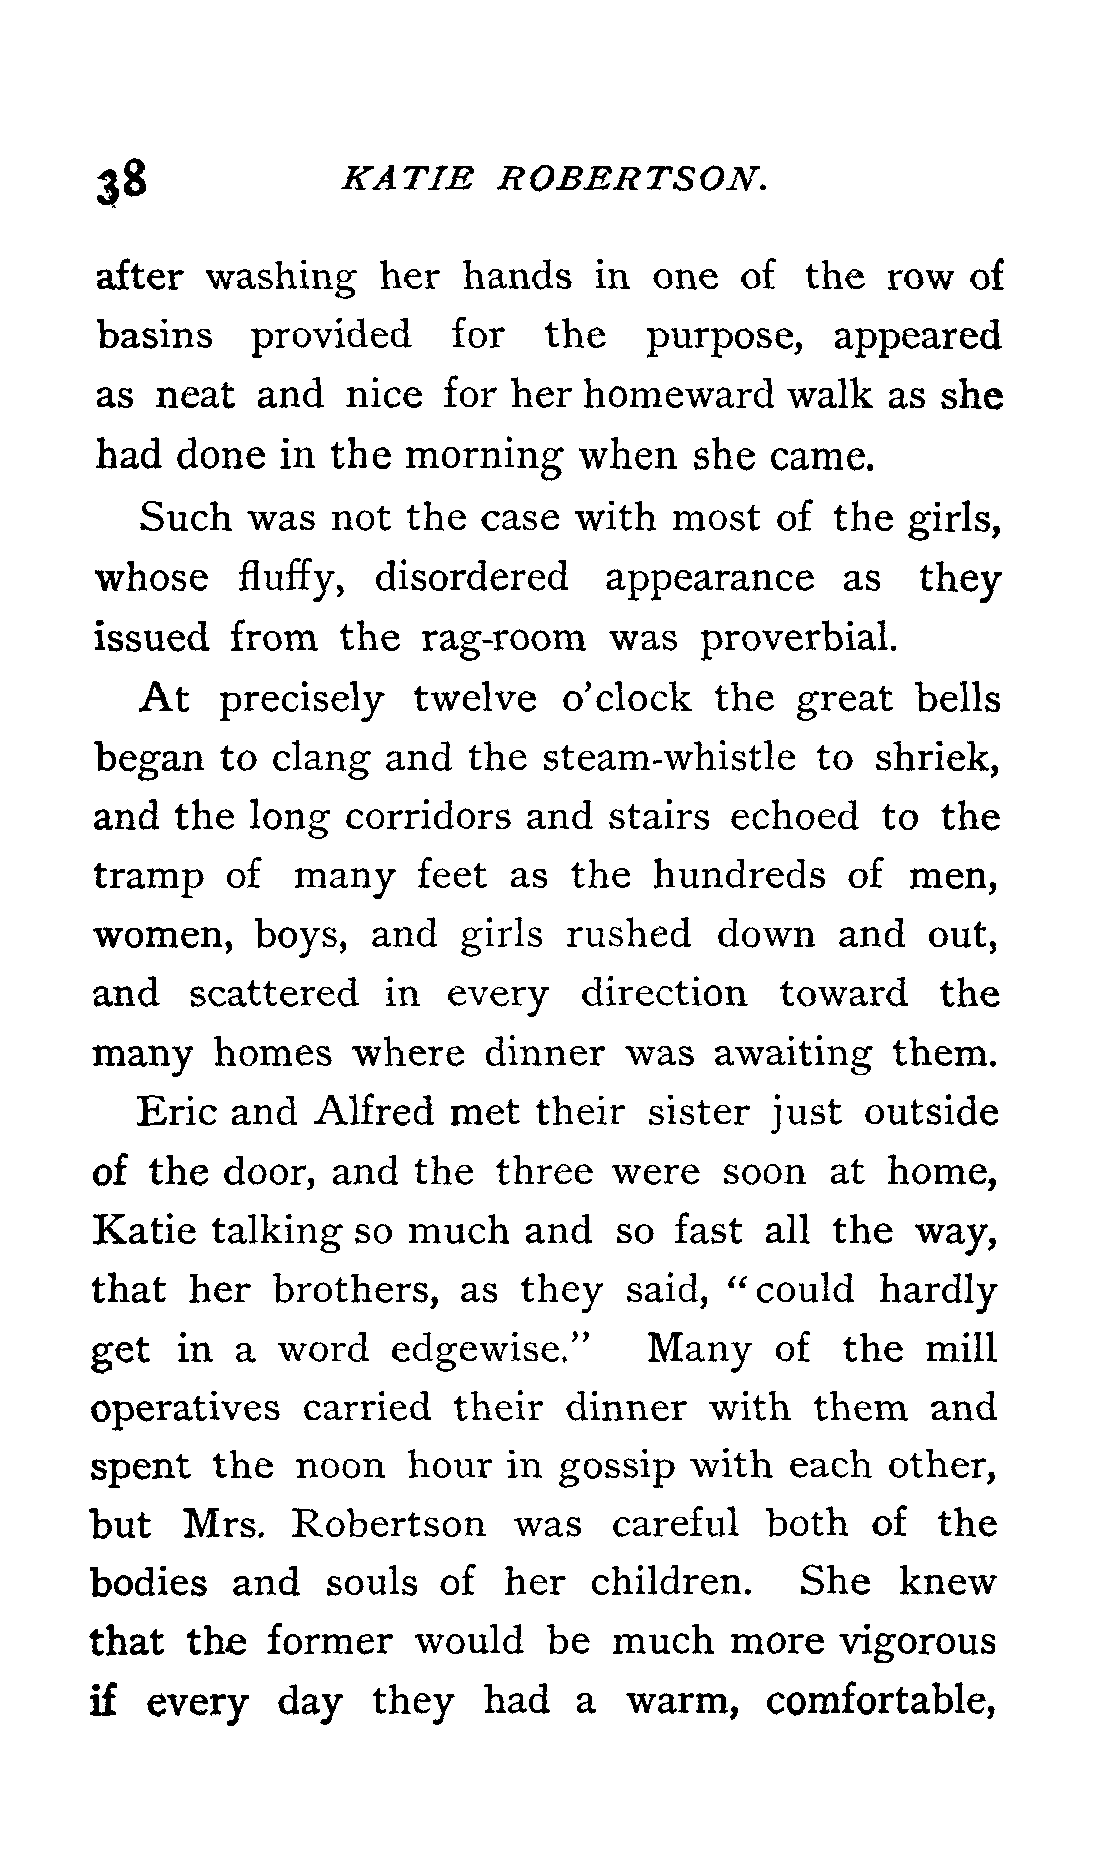 38 KATIE ROBERTSON.
after washing her hands in one of the row of
basins provided for the purpose, appeared
as neat and nice for her homeward walk as she
had done in the morning when she came.
Such was not the case with most of the girls,
whose fluffy, disordered appearance as they
issued from the rag-room was proverbial.
At precisely twelve o'clock the great bells
began to clang and the steam-whistle to shriek,
and the long corridors and stairs echoed to the
tramp of many feet as the hundreds of men,
women, boys, and girls rushed down and out,
and scattered in every direction toward the
many homes where dinner was awaiting them.
Eric and Alfred met their sister just outside
of the door, and the three were soon at home,
Katie talking so much and so fast all the way,
that her brothers, as they said, “could hardly
get in a word edgewise.” Many of the mill
operatives carried their dinner with them and
spent the noon hour in gossip with each other,
but Mrs. Robertson was careful both of the
bodies and souls of her children. She knew
that the former would be much more vigorous
if every day they had a warm, comfortable,